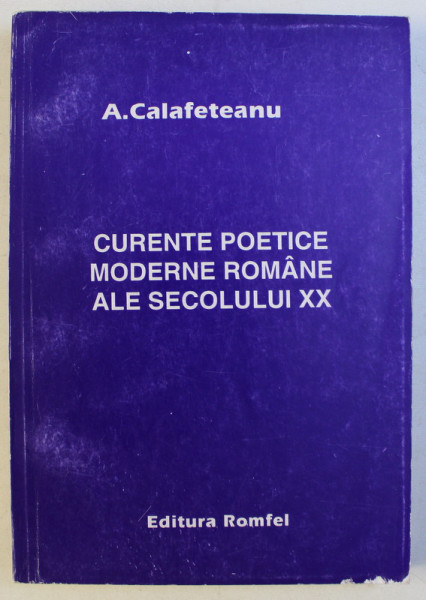 A.Calafeteanu
CURENTE POETICE
MODERNE ROMÂNE
ALE SECOLULUI XX
Editura Romfel